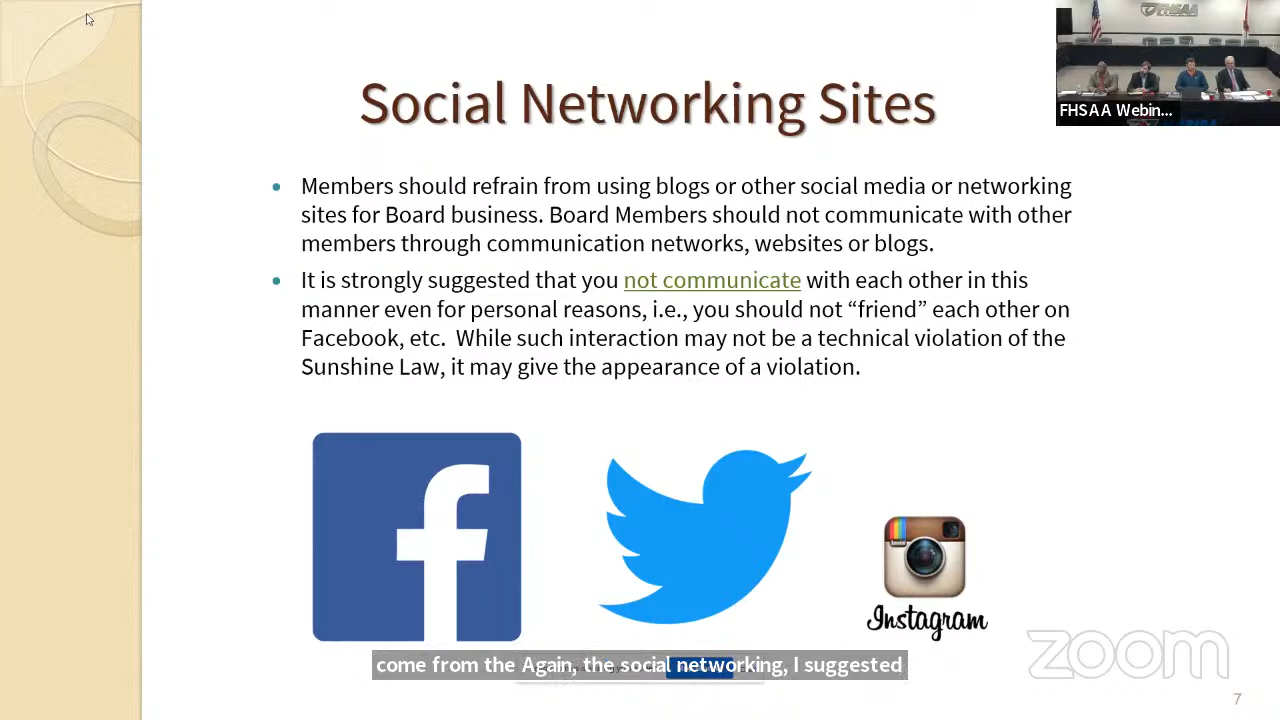 FHSAA
FHSAA Webin...
Social Networking Sites
• Members should refrain from using blogs or other social media or networking
sites for Board business. Board Members should not communicate with other
members through communication networks, websites or blogs.
• It is strongly suggested that you not communicate with each other in this
manner even for personal reasons, i.e., you should not “friend” each other on
Facebook, etc. While such interaction may not be a technical violation of the
Sunshine Law, it may give the appearance of a violation.
Instagram
zoom
come from the Again, the social networking, I suggested
7